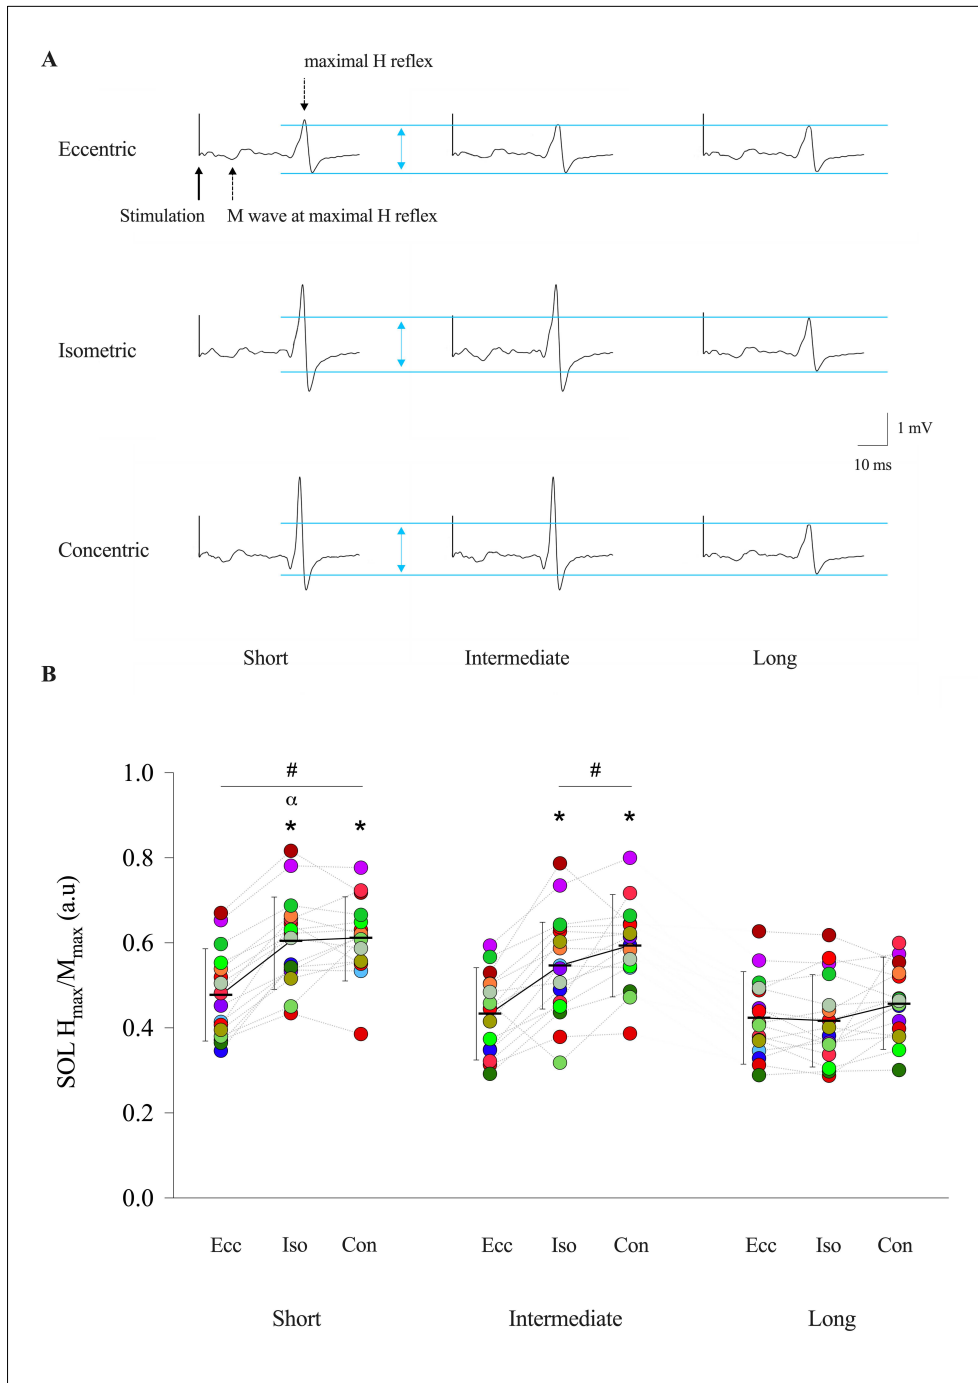 A
maximal H reflex
Eccentric
Stimulation
M wave at maximal H reflex
Isometric
1 mV
10 ms
Concentric
Short Intermediate Long
B
SOL Hmax/Mmax (a.u)
1.0
0.8
0.6
0.4
0.2
0.0
#
α
* *
#
* *
Ecc Iso Con Ecc Iso Con Ecc Iso Con
Short Intermediate Long